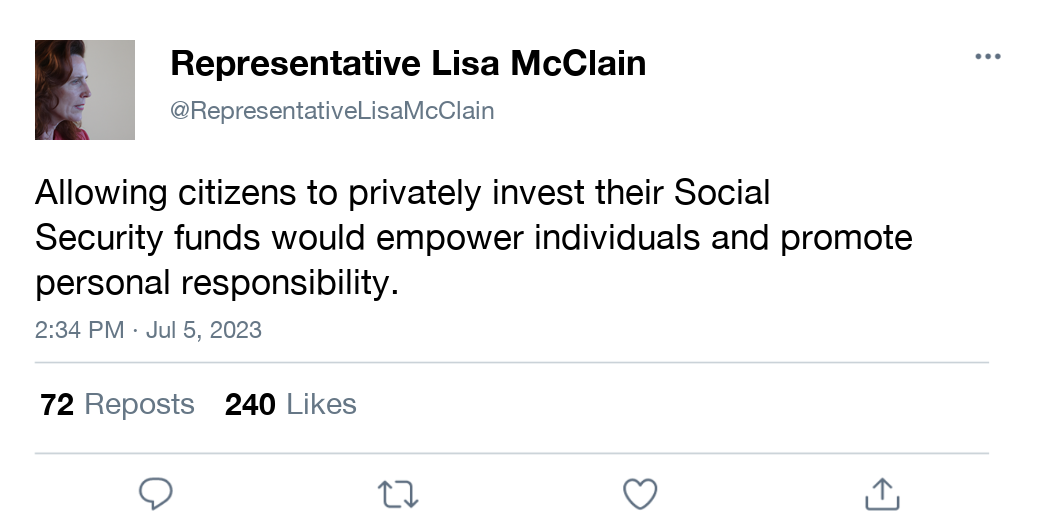 Representative Lisa McClain
@RepresentativeLisaMcClain
Allowing citizens to privately invest their Social
Security funds would empower individuals and promote
personal responsibility.
2:34 PM · Jul 5, 2023
72 Reposts 240 Likes